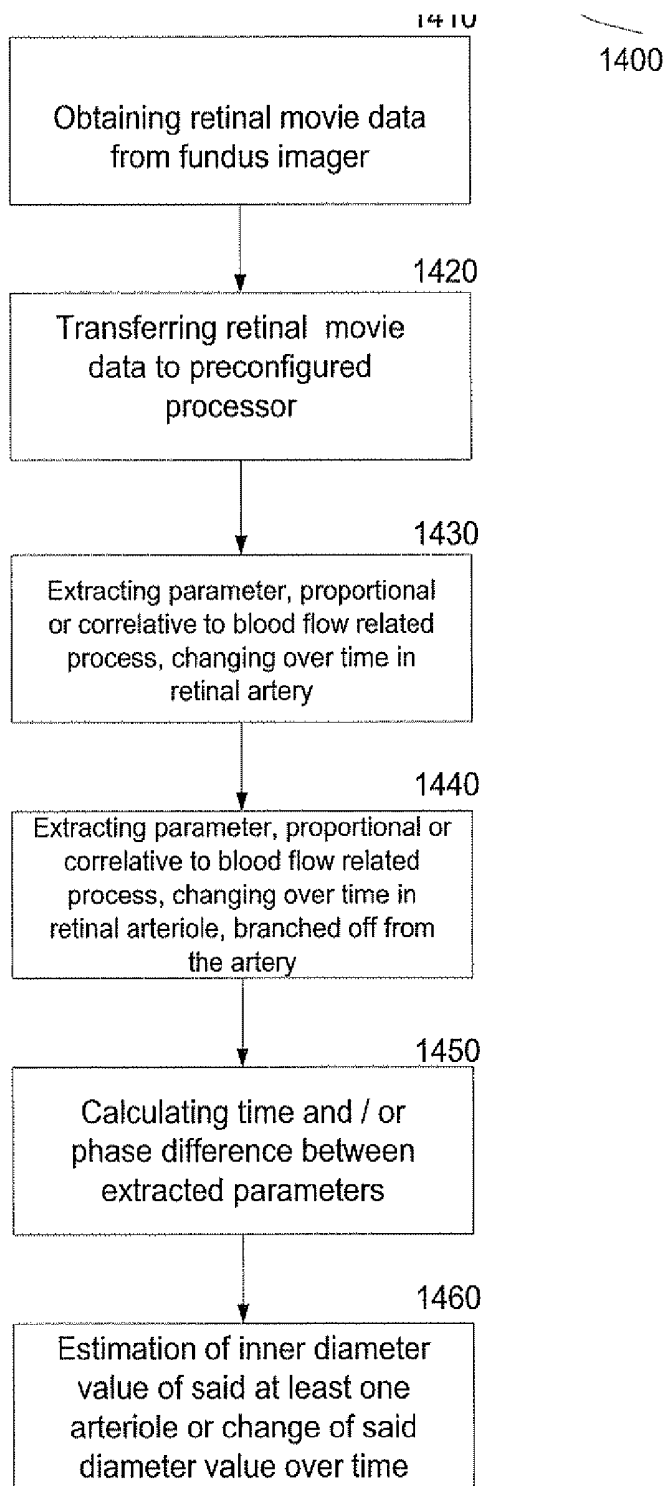 1410
1400
Obtaining retinal movie data
from fundus imager
1420
Transferring retinal movie
data to preconfigured
processor
1430
Extracting parameter, proportional
or correlative to blood flow related
process, changing over time in
retinal artery
1440
Extracting parameter, proportional or
correlative to blood flow related
process, changing over time in
retinal arteriole, branched off from
the artery
1450
Calculating time and / or
phase difference between
extracted parameters
1460
Estimation of inner diameter
value of said at least one
arteriole or change of said
diameter value over time